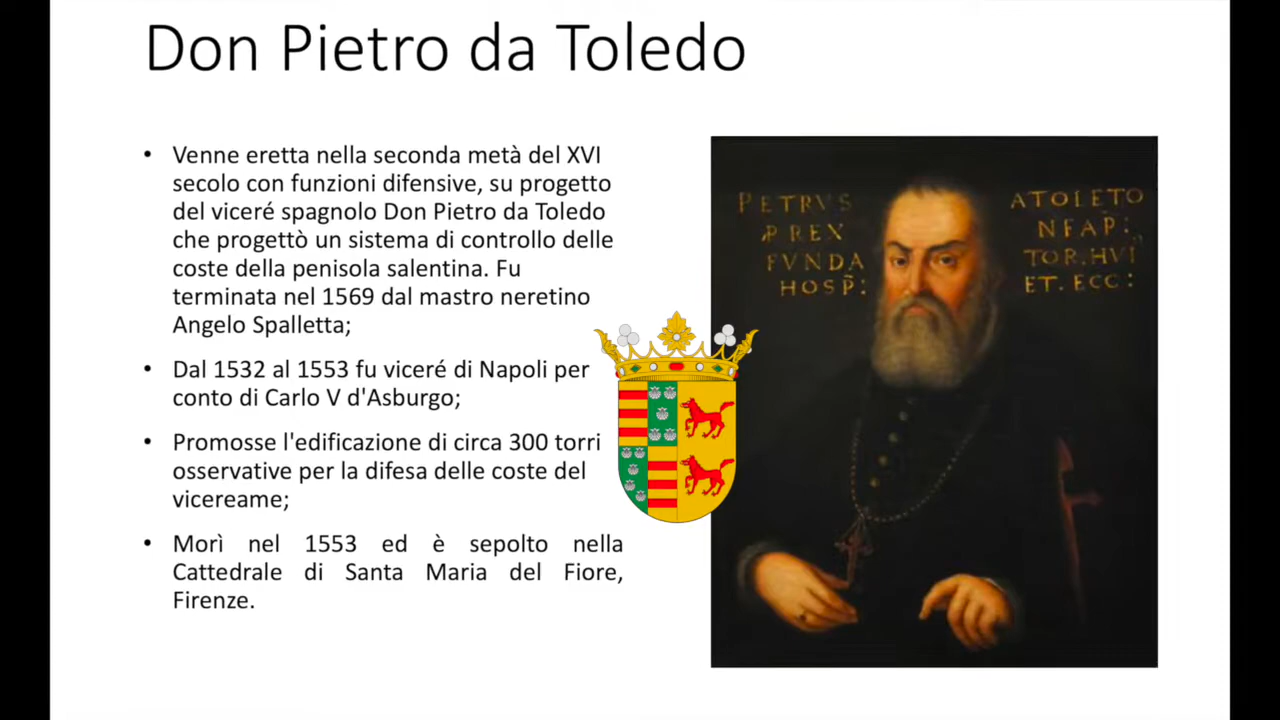 Don Pietro da Toledo
• Venne eretta nella seconda metà del XVI
secolo con funzioni difensive, su progetto
del viceré spagnolo Don Pietro da Toledo
che progettò un sistema di controllo delle
coste della penisola salentina. Fu
terminata nel 1569 dal mastro neretino
Angelo Spalletta;
• Dal 1532 al 1553 fu viceré di Napoli per
conto di Carlo V d'Asburgo;
• Promosse l'edificazione di circa 300 torri
osservative per la difesa delle coste del
vicereame;
• Morì nel 1553 ed è sepolto nella
Cattedrale di Santa Maria del Fiore,
Firenze.
PETRVS ATOLETO
REX NEAP:
FVNDA TOR.HVI
HOSP̃: ET. ECC: